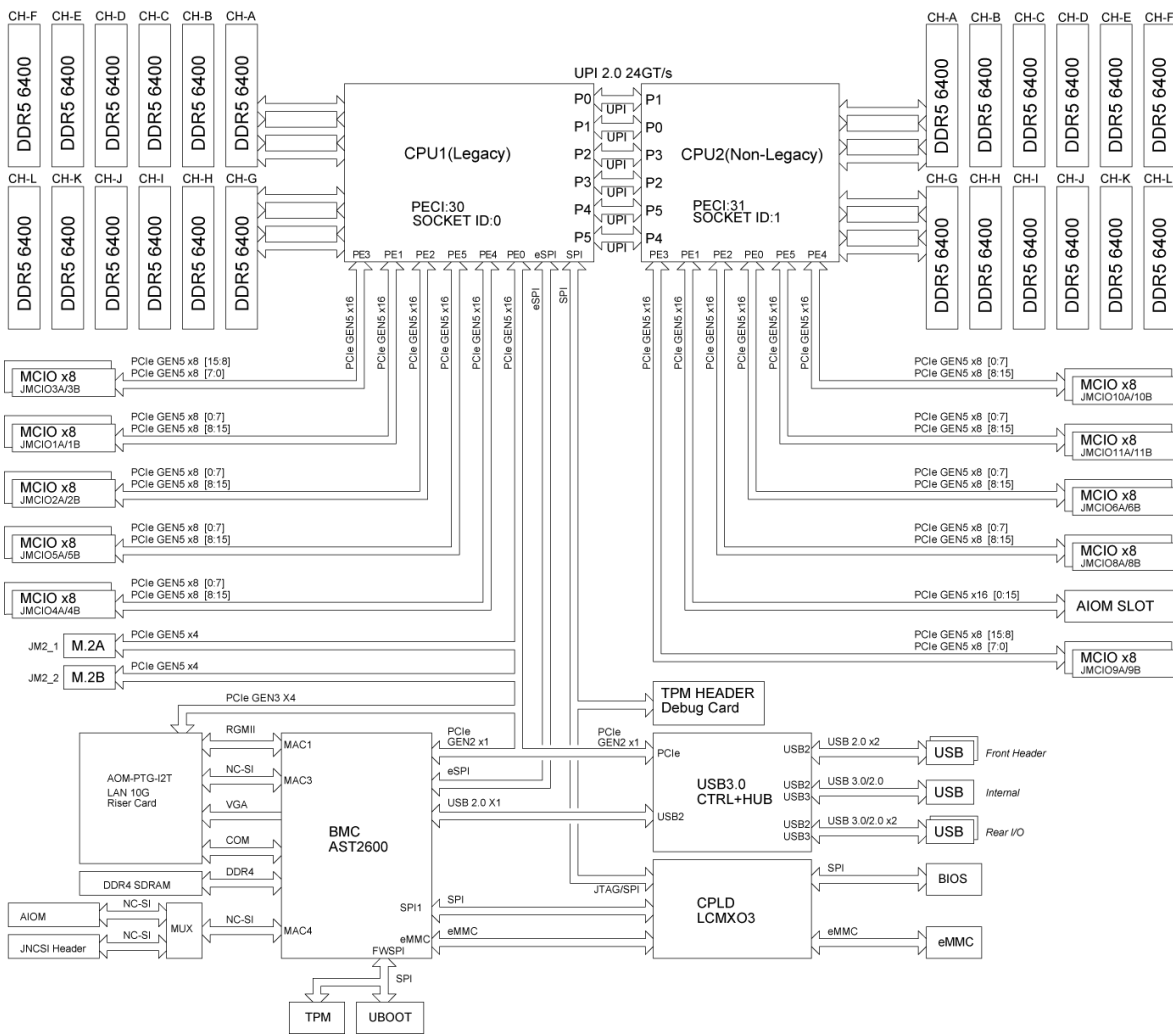 CH-F CH-E CH-D CH-C CH-B CH-A
DDR5 6400 DDR5 6400 DDR5 6400 DDR5 6400 DDR5 6400 DDR5 6400
CH-L CH-K CH-J CH-I CH-H CH-G
DDR5 6400 DDR5 6400 DDR5 6400 DDR5 6400 DDR5 6400 DDR5 6400
UPI 2.0 24GT/s
CPU1(Legacy)
PECI:30
SOCKET ID:0
P0
P1
P2
P3
P4
P5
PE3 PE1 PE2 PE5 PE4 PE0 eSPI SPI
UPI
UPI
UPI
UPI
UPI
UPI
P1
P0
P3
P2
P5
P4
CPU2(Non-Legacy)
PECI:31
SOCKET ID:1
PE3 PE1 PE2 PE0 PE5 PE4
CH-A CH-B CH-C CH-D CH-E CH-F
DDR5 6400 DDR5 6400 DDR5 6400 DDR5 6400 DDR5 6400 DDR5 6400
CH-G CH-H CH-I CH-J CH-K CH-L
DDR5 6400 DDR5 6400 DDR5 6400 DDR5 6400 DDR5 6400 DDR5 6400
PCIe GEN5 x16 PCIe GEN5 x16 PCIe GEN5 x16 PCIe GEN5 x16 PCIe GEN5 x16 PCIe GEN5 x16 eSPI SPI
PCIe GEN5 x16 PCIe GEN5 x16 PCIe GEN5 x16 PCIe GEN5 x16 PCIe GEN5 x16 PCIe GEN5 x16
MCIO x8
JMCIO3A/3B
PCIe GEN5 x8 [15:8]
PCIe GEN5 x8 [7:0]
MCIO x8
JMCIO1A/1B
PCIe GEN5 x8 [0:7]
PCIe GEN5 x8 [8:15]
MCIO x8
JMCIO2A/2B
PCIe GEN5 x8 [0:7]
PCIe GEN5 x8 [8:15]
MCIO x8
JMCIO5A/5B
PCIe GEN5 x8 [0:7]
PCIe GEN5 x8 [8:15]
MCIO x8
JMCIO4A/4B
PCIe GEN5 x8 [0:7]
PCIe GEN5 x8 [8:15]
JM2_1 M.2A
PCIe GEN5 x4
JM2_2 M.2B
PCIe GEN5 x4
PCIe GEN3 X4
PCIe GEN5 x8 [0:7]
PCIe GEN5 x8 [8:15]
MCIO x8
JMCIO10A/10B
PCIe GEN5 x8 [0:7]
PCIe GEN5 x8 [8:15]
MCIO x8
JMCIO11A/11B
PCIe GEN5 x8 [0:7]
PCIe GEN5 x8 [8:15]
MCIO x8
JMCIO6A/6B
PCIe GEN5 x8 [0:7]
PCIe GEN5 x8 [8:15]
MCIO x8
JMCIO8A/8B
PCIe GEN5 x16 [0:15]
AIOM SLOT
PCIe GEN5 x8 [15:8]
PCIe GEN5 x8 [7:0]
MCIO x8
JMCIO9A/9B
TPM HEADER
Debug Card
AOM-PTG-I2T
LAN 10G
Riser Card
RGMII
NC-SI
VGA
COM
DDR4 SDRAM
DDR4
AIOM
NC-SI
JNCSI Header
NC-SI
MUX
NC-SI
MAC1
MAC3
BMC
AST2600
SPI1
MAC4
eMMC
FWSPI
SPI
TPM
UBOOT
PCIe
GEN2 x1
eSPI
USB 2.0 X1
SPI
eMMC
PCIe
GEN2 x1
JTAG/SPI
PCIe
USB3.0
CTRL+HUB
USB2
USB2
USB2
USB3
USB2
USB3
USB 2.0 x2
USB
Front Header
USB 3.0/2.0
USB
Internal
USB 3.0/2.0 x2
USB
Rear I/O
CPLD
LCMXO3
SPI
BIOS
eMMC
eMMC